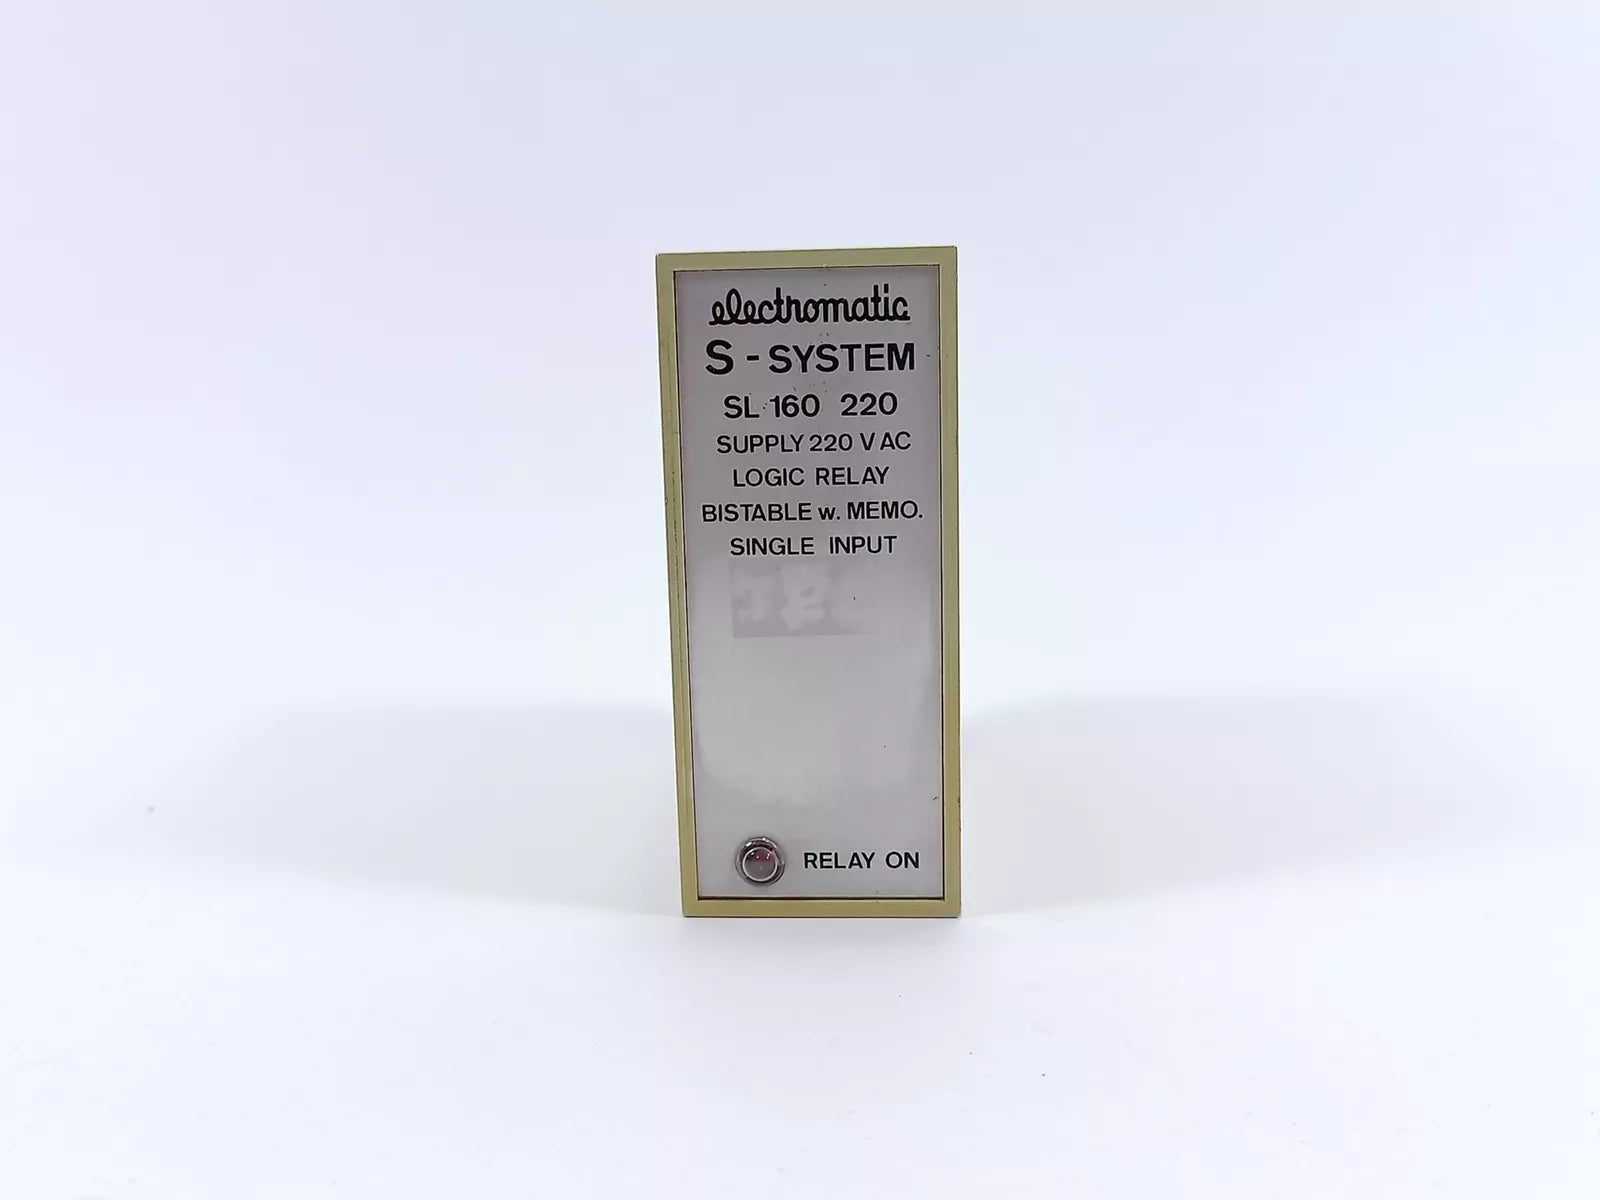 electromatic
S - SYSTEM
SL 160 220
SUPPLY 220 V AC
LOGIC RELAY
BISTABLE w. MEMO.
SINGLE INPUT
RELAY ON